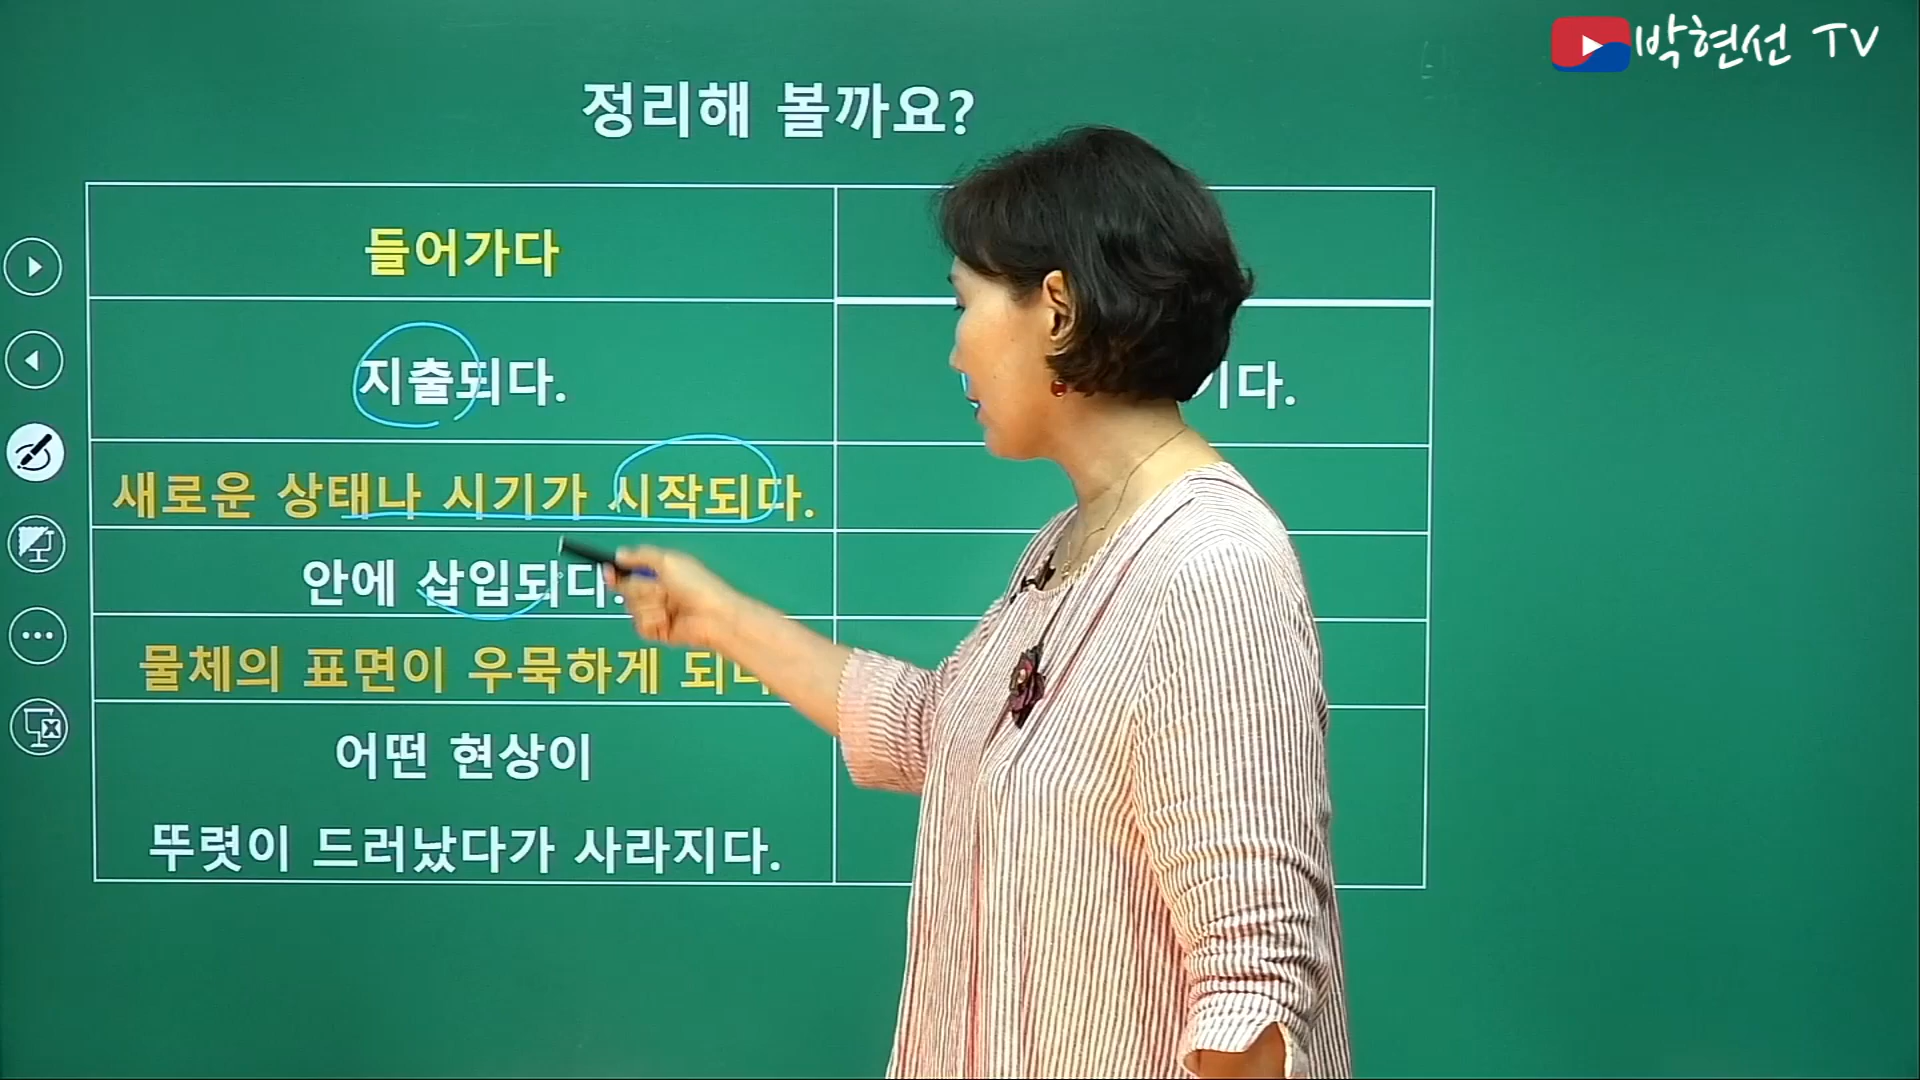 박현선 TV
정리해 볼까요?
들어가다
지출되다.
이다.
새로운 상태나 시기가 시작되다.
안에 삽입되다.
물체의 표면이 우묵하게
어떤 현상이
뚜렷이 드러났다가 사라지다.